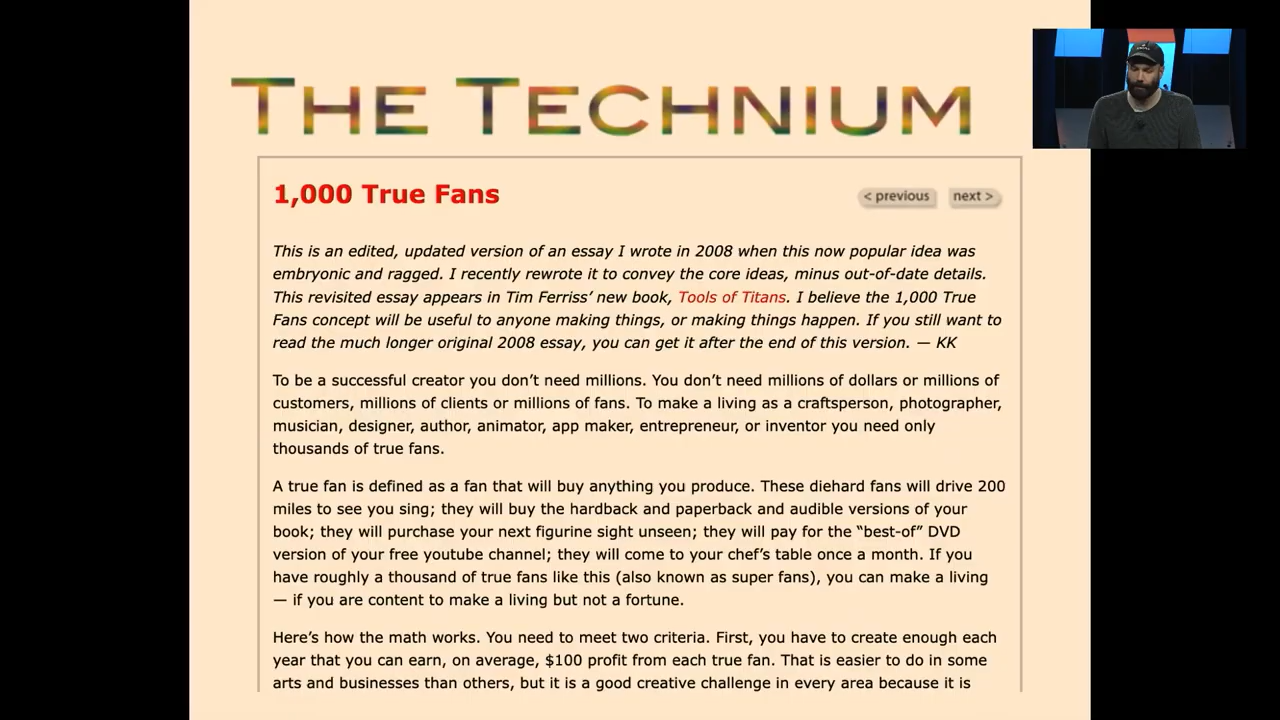 THE TECHNIUM
1,000 True Fans
< previous
next >
This is an edited, updated version of an essay I wrote in 2008 when this now popular idea was
embryonic and ragged. I recently rewrote it to convey the core ideas, minus out-of-date details.
This revisited essay appears in Tim Ferriss’ new book, Tools of Titans. I believe the 1,000 True
Fans concept will be useful to anyone making things, or making things happen. If you still want to
read the much longer original 2008 essay, you can get it after the end of this version. — KK
To be a successful creator you don’t need millions. You don’t need millions of dollars or millions of
customers, millions of clients or millions of fans. To make a living as a craftsperson, photographer,
musician, designer, author, animator, app maker, entrepreneur, or inventor you need only
thousands of true fans.
A true fan is defined as a fan that will buy anything you produce. These diehard fans will drive 200
miles to see you sing; they will buy the hardback and paperback and audible versions of your
book; they will purchase your next figurine sight unseen; they will pay for the “best-of” DVD
version of your free youtube channel; they will come to your chef’s table once a month. If you
have roughly a thousand of true fans like this (also known as super fans), you can make a living
— if you are content to make a living but not a fortune.
Here’s how the math works. You need to meet two criteria. First, you have to create enough each
year that you can earn, on average, $100 profit from each true fan. That is easier to do in some
arts and businesses than others, but it is a good creative challenge in every area because it is